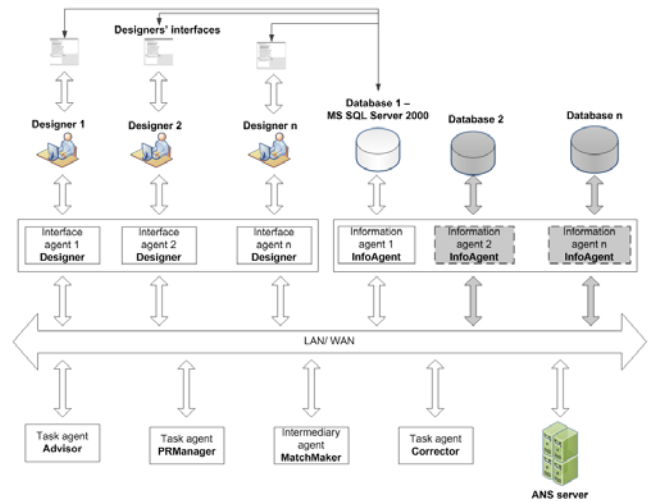 Designers' interfaces
Designer 1
Designer 2
Designer n
Database 1 –
MS SQL Server 2000
Database 2
Database n
Interface
agent 1
Designer
Interface
agent 2
Designer
Interface
agent n
Designer
Information
agent 1
InfoAgent
Information
agent 2
InfoAgent
Information
agent n
InfoAgent
LAN/ WAN
Task agent
Advisor
Task agent
PRManager
Intermediary
agent
MatchMaker
Task agent
Corrector
ANS server